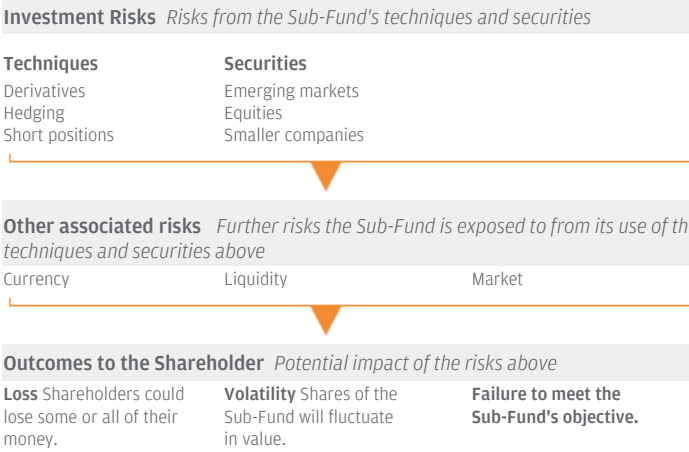 Investment Risks Risks from the Sub-Fund's techniques and securities
Techniques Securities
Derivatives Emerging markets
Hedging Equities
Short positions Smaller companies
Other associated risks Further risks the Sub-Fund is exposed to from its use of
techniques and securities above
Currency Liquidity Market
Outcomes to the Shareholder Potential impact of the risks above
Loss Shareholders could Volatility Shares of the Failure to meet the
lose some or all of their Sub-Fund will fluctuate Sub-Fund's objective.
money. in value.